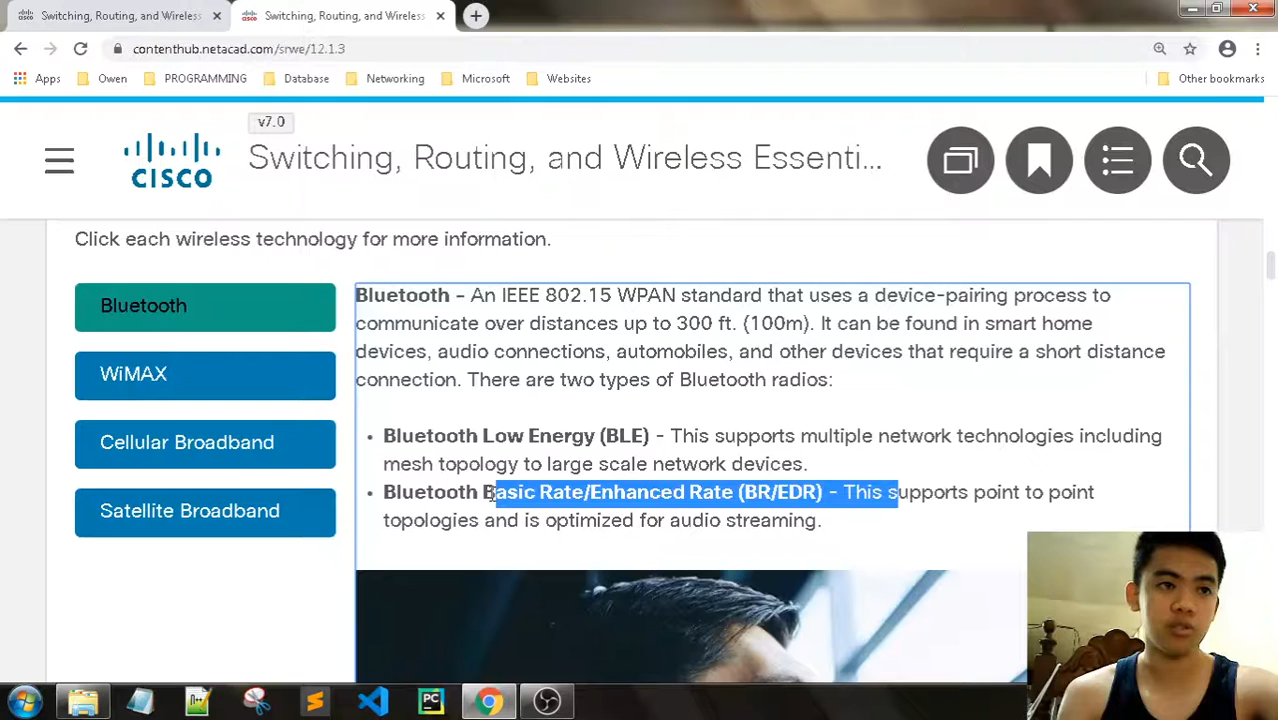 Switching, Routing, and Wireless
Switching, Routing, and Wireless
contenthub.netacad.com/srwe/12.1.3
Apps
Owen
PROGRAMMING
Database
Networking
Microsoft
Websites
Other bookmarks
v7.0
CISCO
Switching, Routing, and Wireless Essenti...
Click each wireless technology for more information.
Bluetooth
WiMAX
Cellular Broadband
Satellite Broadband
Bluetooth - An IEEE 802.15 WPAN standard that uses a device-pairing process to
communicate over distances up to 300 ft. (100m). It can be found in smart home
devices, audio connections, automobiles, and other devices that require a short distance
connection. There are two types of Bluetooth radios:
• Bluetooth Low Energy (BLE) - This supports multiple network technologies including
mesh topology to large scale network devices.
• Bluetooth Basic Rate/Enhanced Rate (BR/EDR) - This supports point to point
topologies and is optimized for audio streaming.
PC